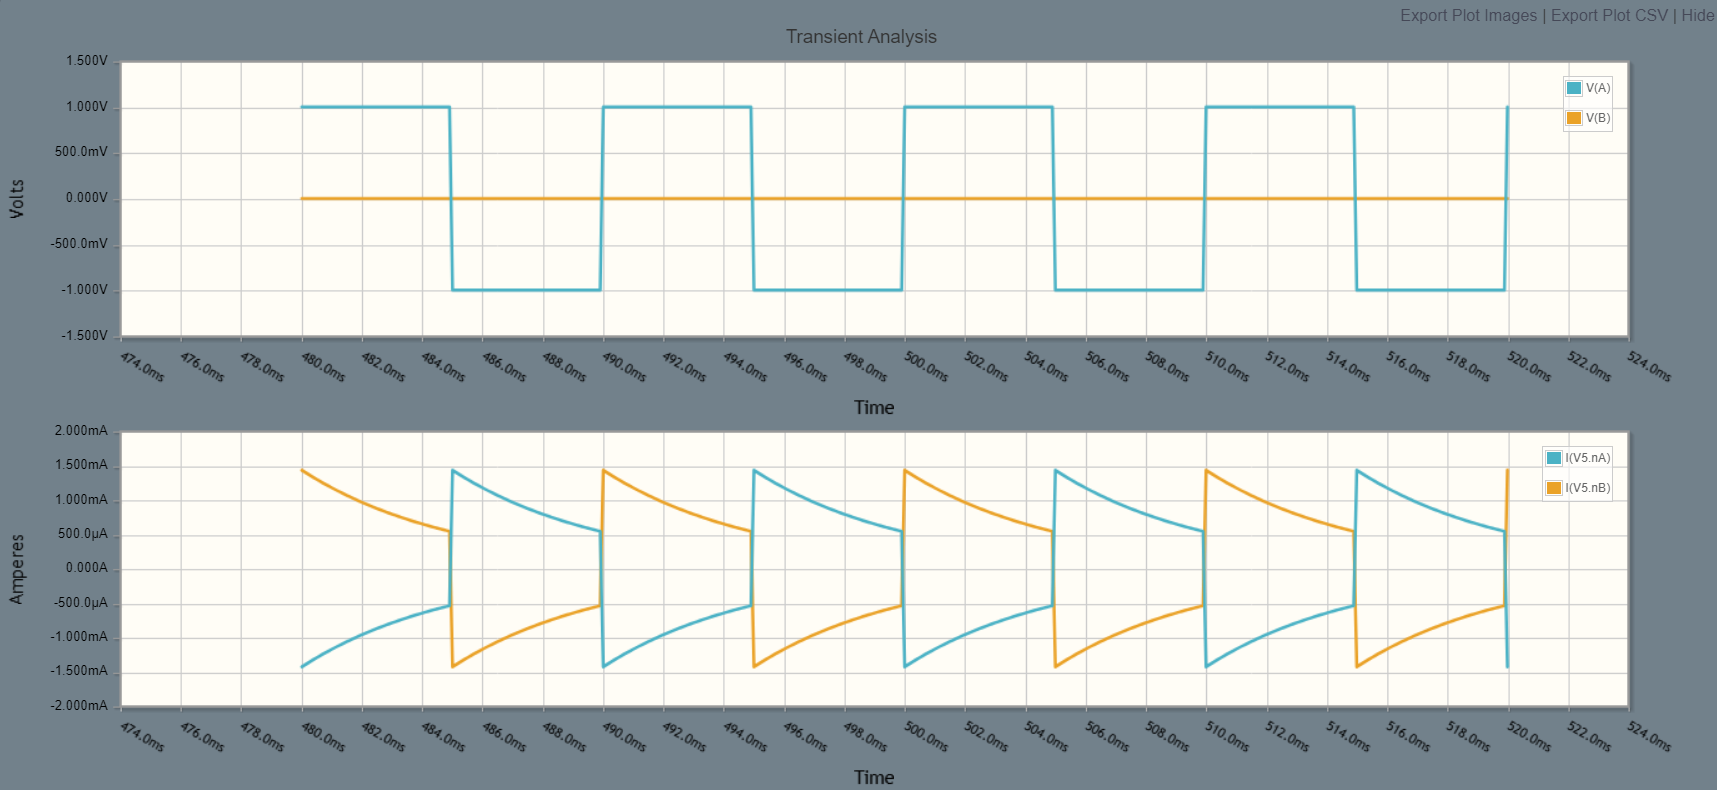 Export Plot Images | Export Plot CSV | Hide
Transient Analysis
1.500V
1.000V
500.0mV
0.000V
-500.0mV
-1.000V
-1.500V
Volts
V(A)
V(B)
474.0ms 476.0ms 478.0ms 480.0ms 482.0ms 484.0ms 486.0ms 488.0ms 490.0ms 492.0ms 494.0ms 496.0ms 498.0ms 500.0ms 502.0ms 504.0ms 506.0ms 508.0ms 510.0ms 512.0ms 514.0ms 516.0ms 518.0ms 520.0ms 522.0ms 524.0ms
Time
2.000mA
1.500mA
1.000mA
500.0µA
0.000A
-500.0µA
-1.000mA
-1.500mA
-2.000mA
Amperes
I(V5.nA)
I(V5.nB)
474.0ms 476.0ms 478.0ms 480.0ms 482.0ms 484.0ms 486.0ms 488.0ms 490.0ms 492.0ms 494.0ms 496.0ms 498.0ms 500.0ms 502.0ms 504.0ms 506.0ms 508.0ms 510.0ms 512.0ms 514.0ms 516.0ms 518.0ms 520.0ms 522.0ms 524.0ms
Time